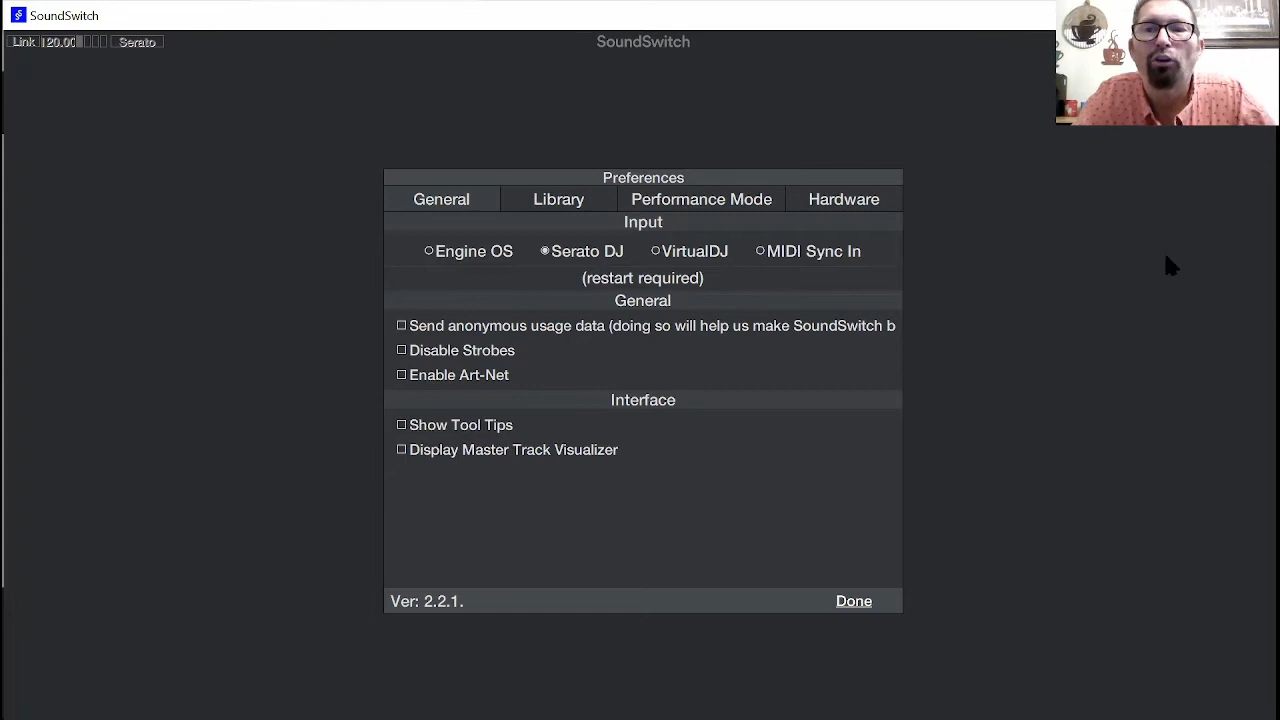 SoundSwitch
Link 120.00 Serato SoundSwitch
Preferences
General Library Performance Mode Hardware
Input
Engine OS Serato DJ VirtualDJ MIDI Sync In
(restart required)
General
Send anonymous usage data (doing so will help us make SoundSwitch b
Disable Strobes
Enable Art-Net
Interface
Show Tool Tips
Display Master Track Visualizer
Ver: 2.2.1. Done